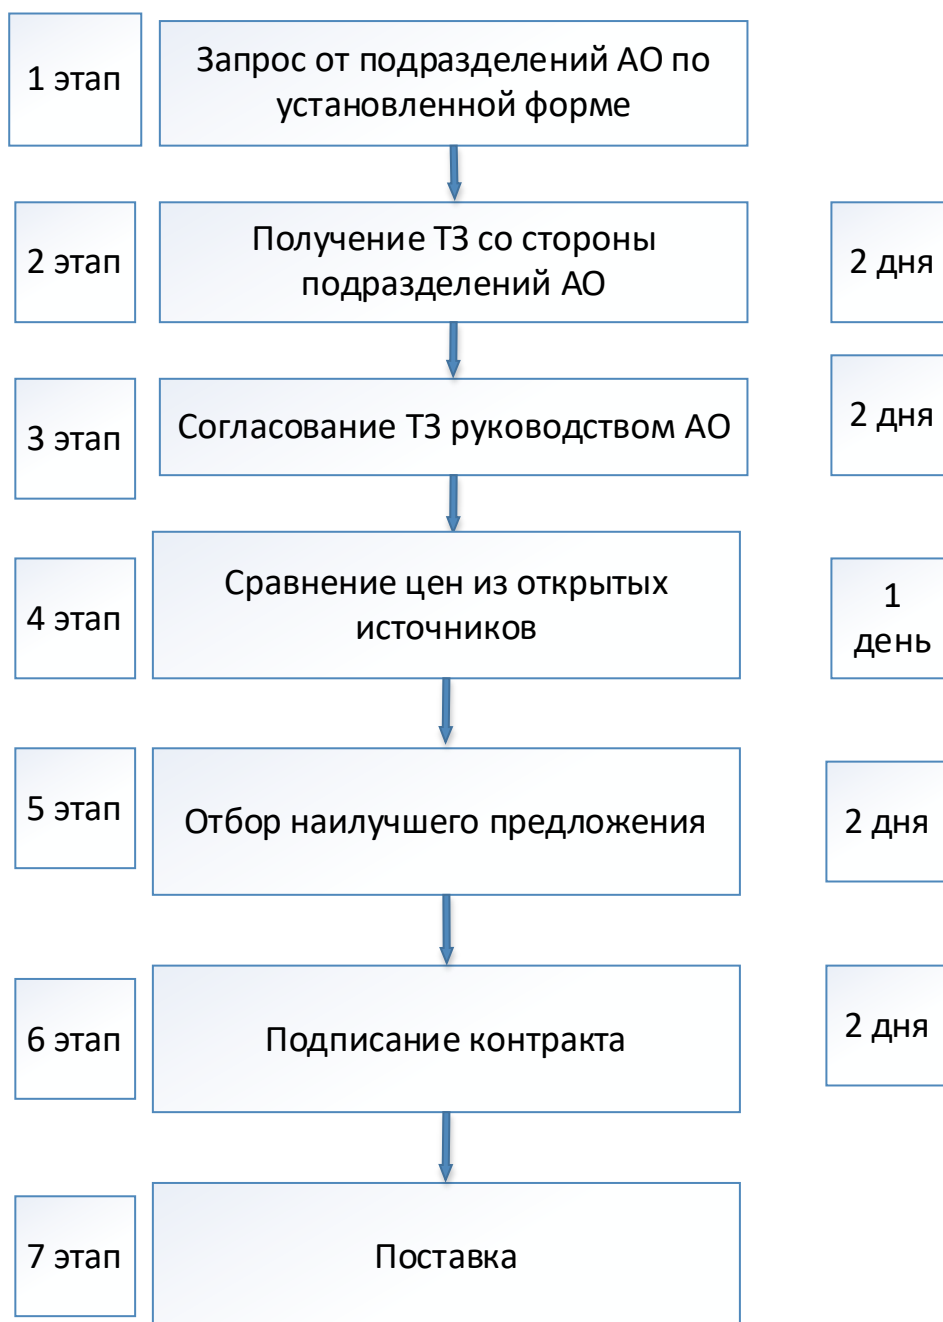 1 этап
Запрос от подразделений АО по
установленной форме
2 этап
Получение ТЗ со стороны
подразделений АО
2 дня
3 этап
Согласование ТЗ руководством АО
2 дня
4 этап
Сравнение цен из открытых
источников
1
день
5 этап
Отбор наилучшего предложения
2 дня
6 этап
Подписание контракта
2 дня
7 этап
Поставка